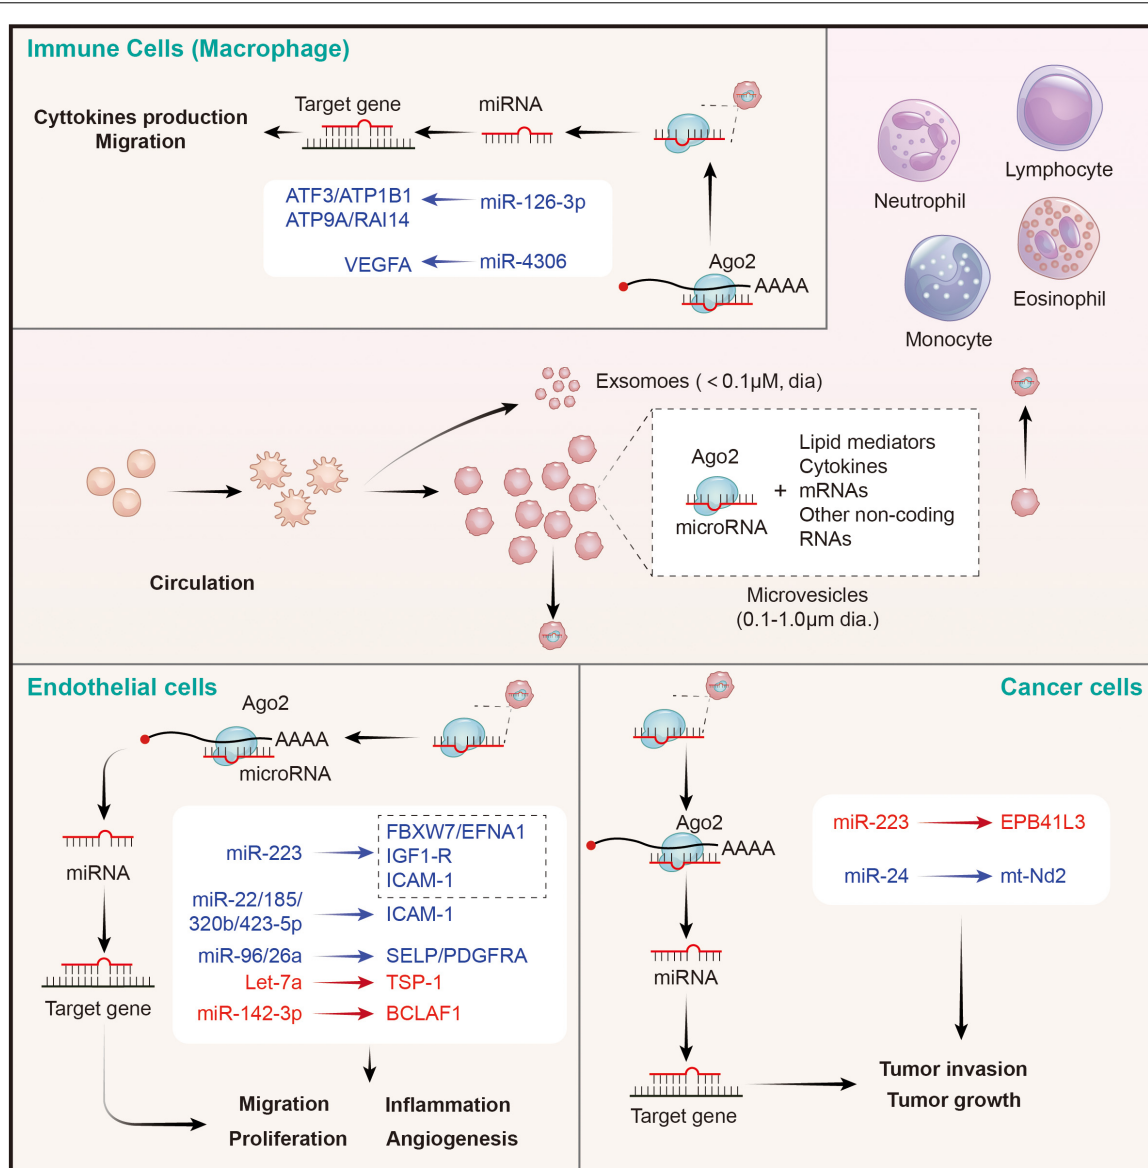 Immune Cells (Macrophage)
Cyttokines production
Migration
Target gene
miRNA
ATF3/ATP1B1
ATP9A/RAI14
miR-126-3p
VEGFA
miR-4306
Ago2
AAAA
Neutrophil
Lymphocyte
Monocyte
Eosinophil
Exsomoes ( < 0.1µM, dia)
Ago2
microRNA
+
Lipid mediators
Cytokines
mRNAs
Other non-coding
RNAs
Microvesicles
(0.1-1.0µm dia.)
Circulation
Endothelial cells
Ago2
AAAA
microRNA
miRNA
Target gene
miR-223
FBXW7/EFNA1
IGF1-R
ICAM-1
miR-22/185/
320b/423-5p
ICAM-1
miR-96/26a
SELP/PDGFRA
Let-7a
TSP-1
miR-142-3p
BCLAF1
Migration
Proliferation
Inflammation
Angiogenesis
Cancer cells
Ago2
AAAA
miRNA
Target gene
miR-223
EPB41L3
miR-24
mt-Nd2
Tumor invasion
Tumor growth